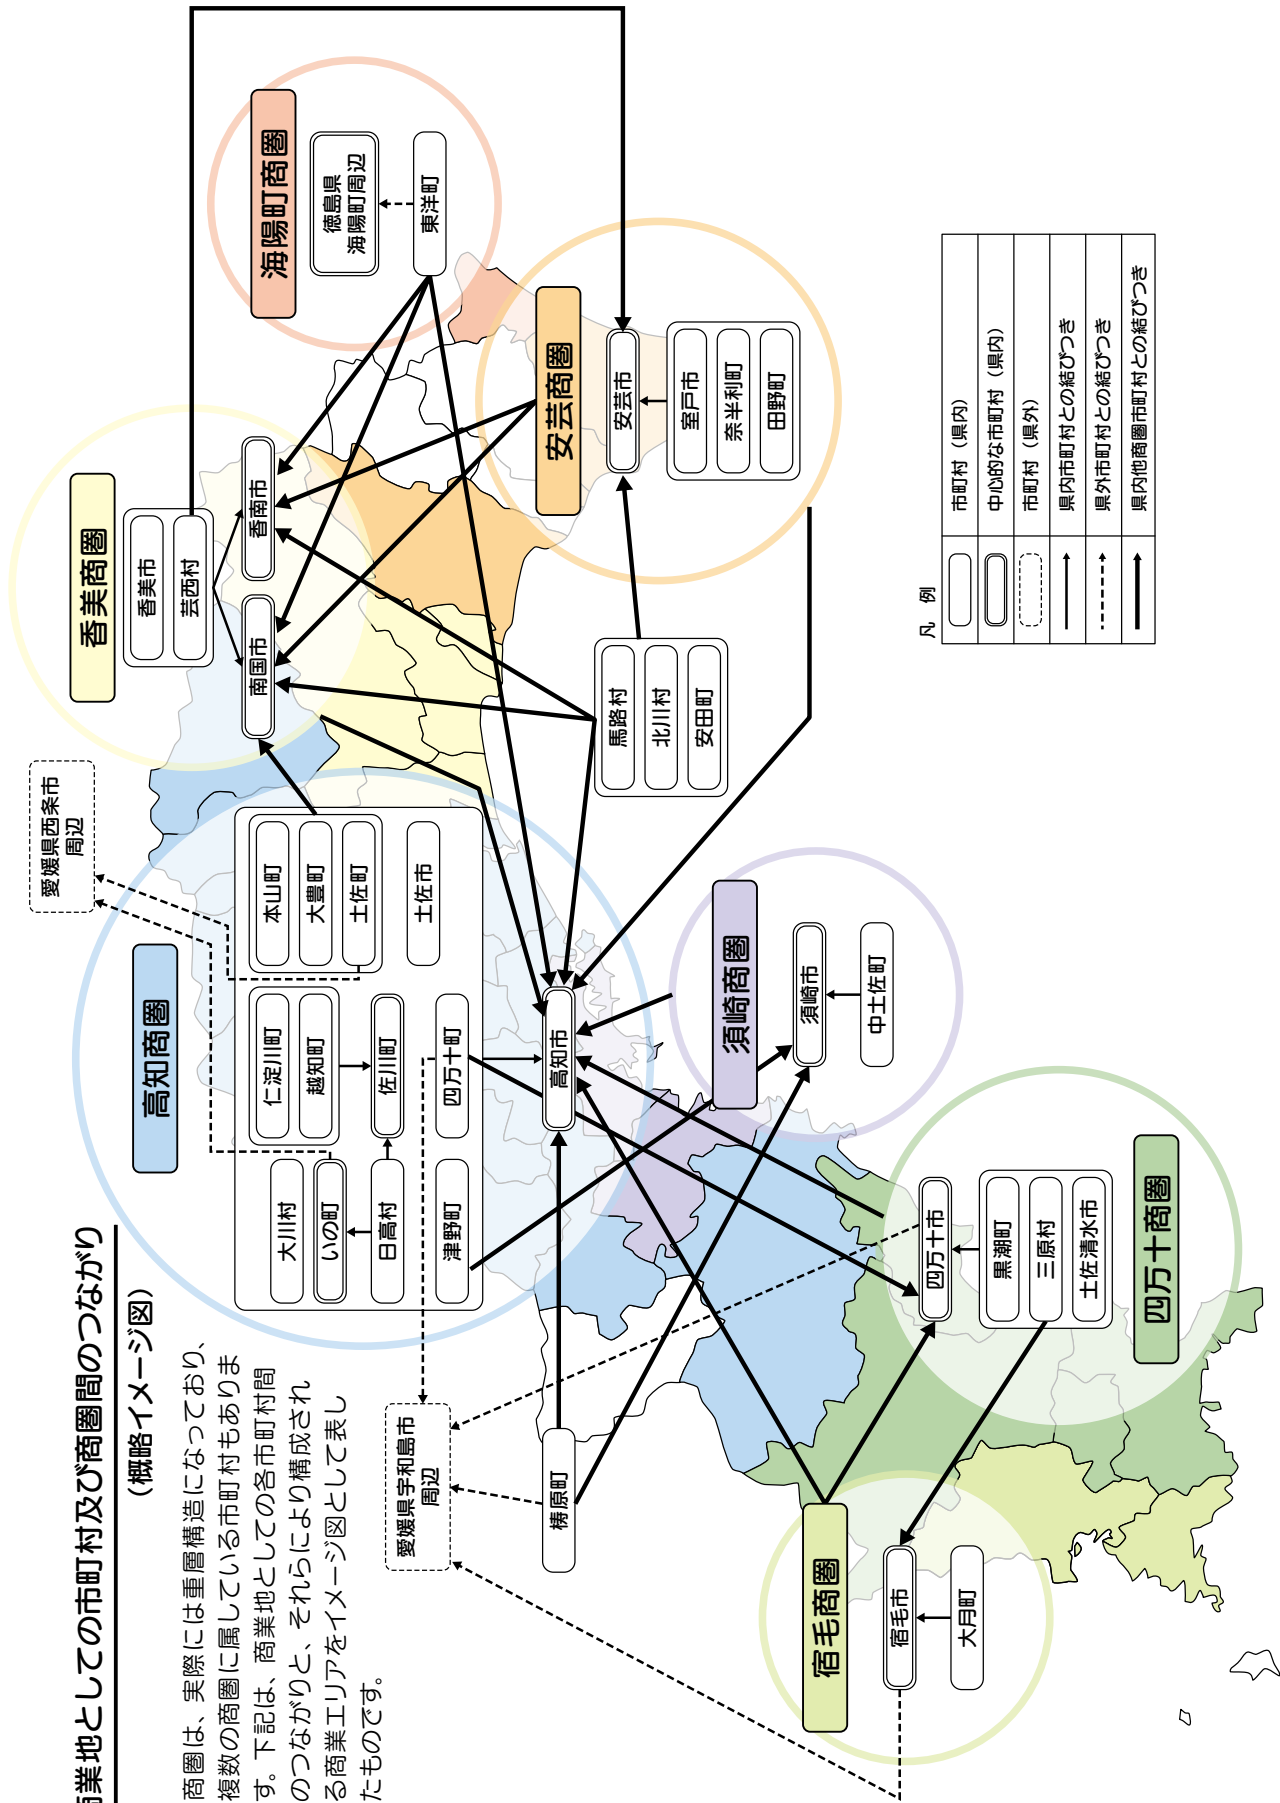 商業地としての市町村及び商圏間のつながり
(概略イメージ図)
商圏は、実際には重層構造になっており、
複数の商圏に属している市町村もありま
す。下記は、商業地としての各市町村間
のつながりと、それらにより構成され
る商業エリアをイメージ図として表し
たものです。
愛媛県西条市
周辺
高知商圏
大川村
いの町
日高村
津野町
仁淀川町
越知町
佐川町
四万十町
本山町
大豊町
土佐町
土佐市
高知市
香美商圏
香美市
芸西村
南国市
香南市
海陽町商圏
徳島県
海陽町周辺
東洋町
安芸商圏
安芸市
室戸市
奈半利町
田野町
馬路村
北川村
安田町
須崎商圏
須崎市
中土佐町
愛媛県宇和島市
周辺
梼原町
宿毛商圏
宿毛市
大月町
四万十市
黒潮町
三原村
土佐清水市
四万十商圏
凡 例
市町村(県内)
中心的な市町村(県内)
市町村(県外)
県内市町村との結びつき
県外市町村との結びつき
県内他商圏市町村との結びつき